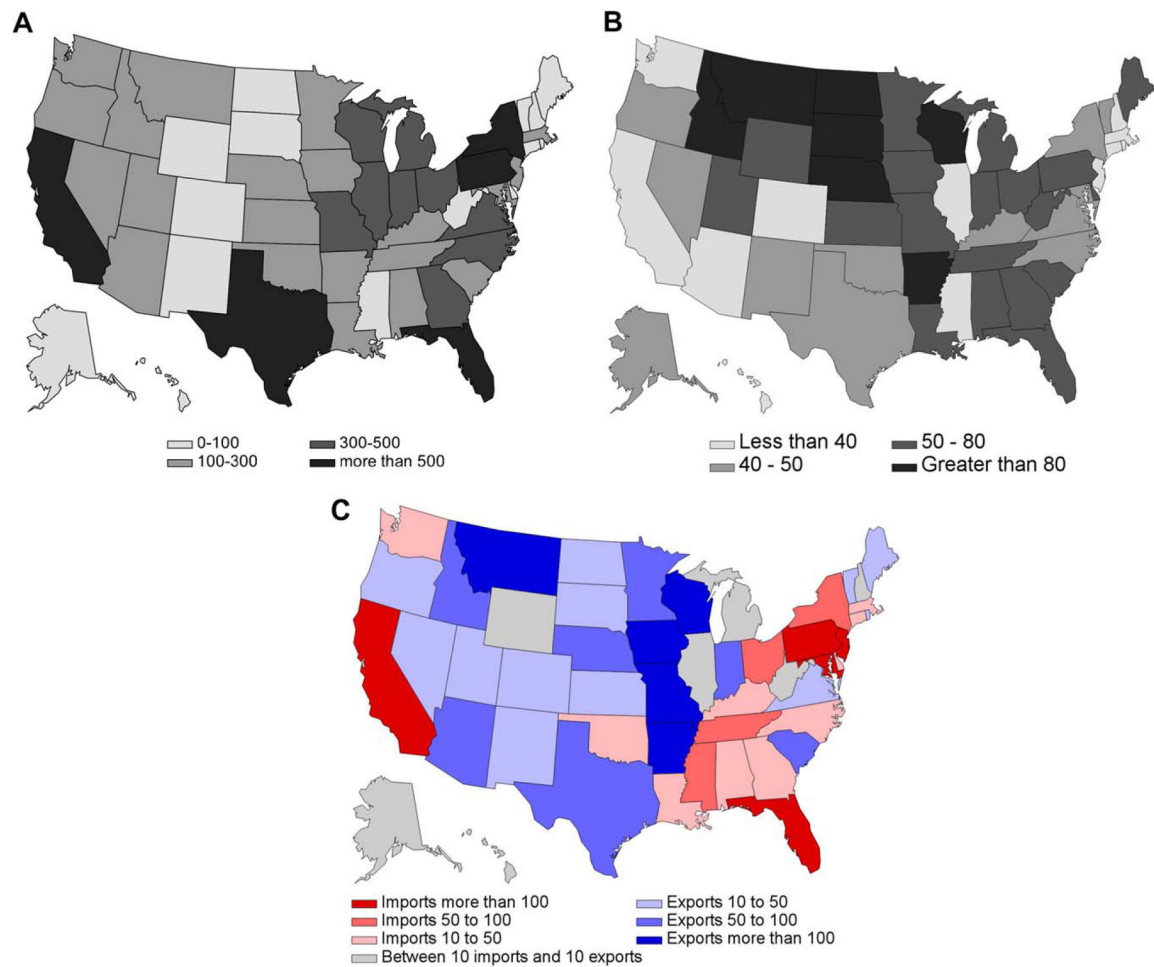 A
B
0-100
300-500
100-300
more than 500
Less than 40
50 - 80
40 - 50
Greater than 80
C
Imports more than 100
Exports 10 to 50
Imports 50 to 100
Exports 50 to 100
Imports 10 to 50
Exports more than 100
Between 10 imports and 10 exports